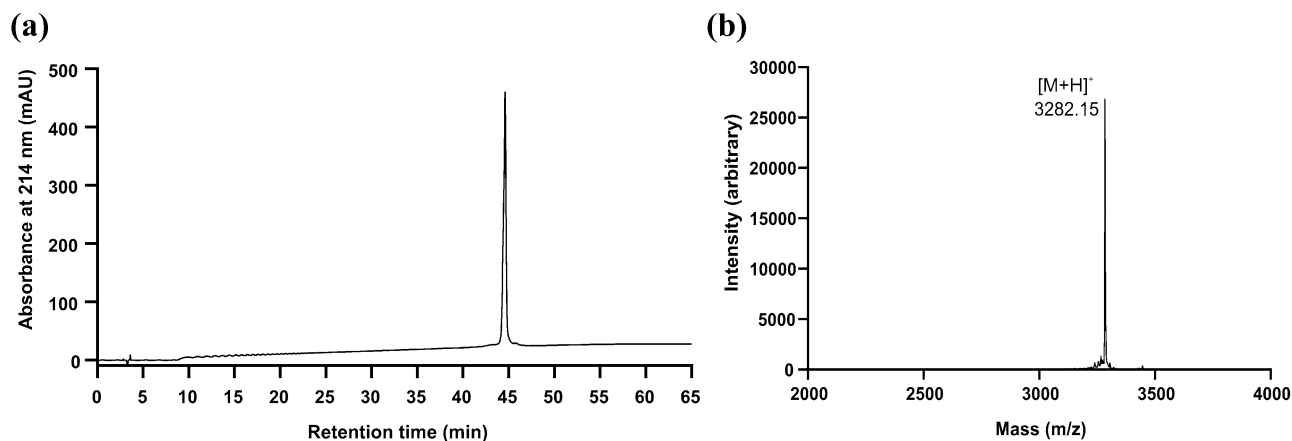 (a)
Absorbance at 214 nm (mAU)
500
400
300
200
100
0
0 5 10 15 20 25 30 35 40 45 50 55 60 65
Retention time (min)
(b)
Intensity (arbitrary)
30000
25000
20000
15000
10000
5000
0
[M+H]⁺
3282.15
2000 2500 3000 3500 4000
Mass (m/z)